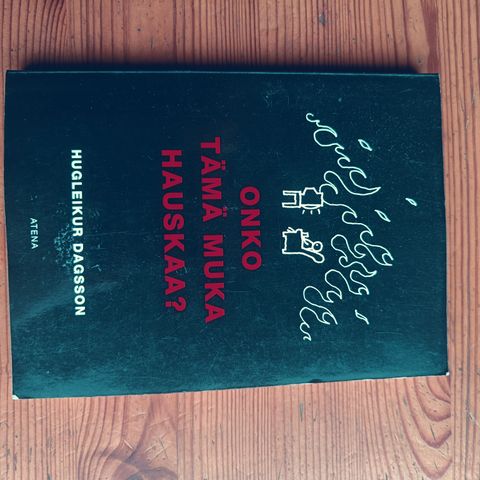 ONKO
TÄMÄ MUKA
HAUSKAA?
HUGLEIKUR DAGSSON
ATENA